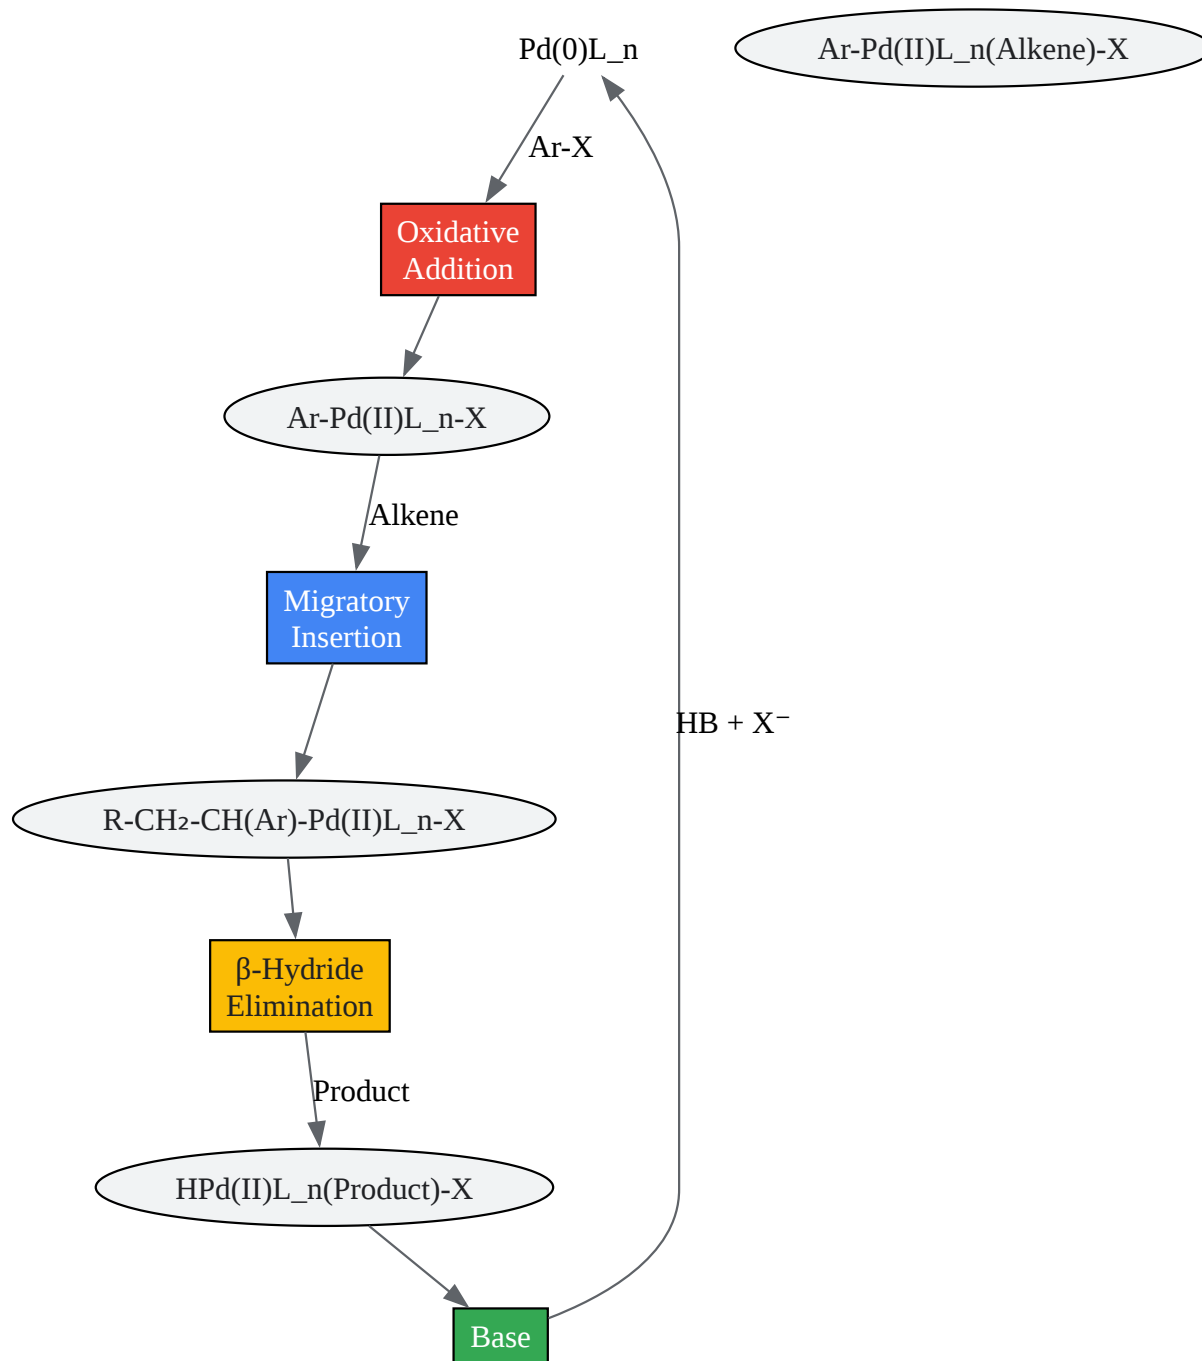 Pd(0)L_n
Ar-Pd(II)L_n(Alkene)-X
Ar-X
Oxidative
Addition
Ar-Pd(II)L_n-X
Alkene
Migratory
Insertion
HB + X⁻
R-CH₂-CH(Ar)-Pd(II)L_n-X
β-Hydride
Elimination
Product
HPd(II)L_n(Product)-X
Base